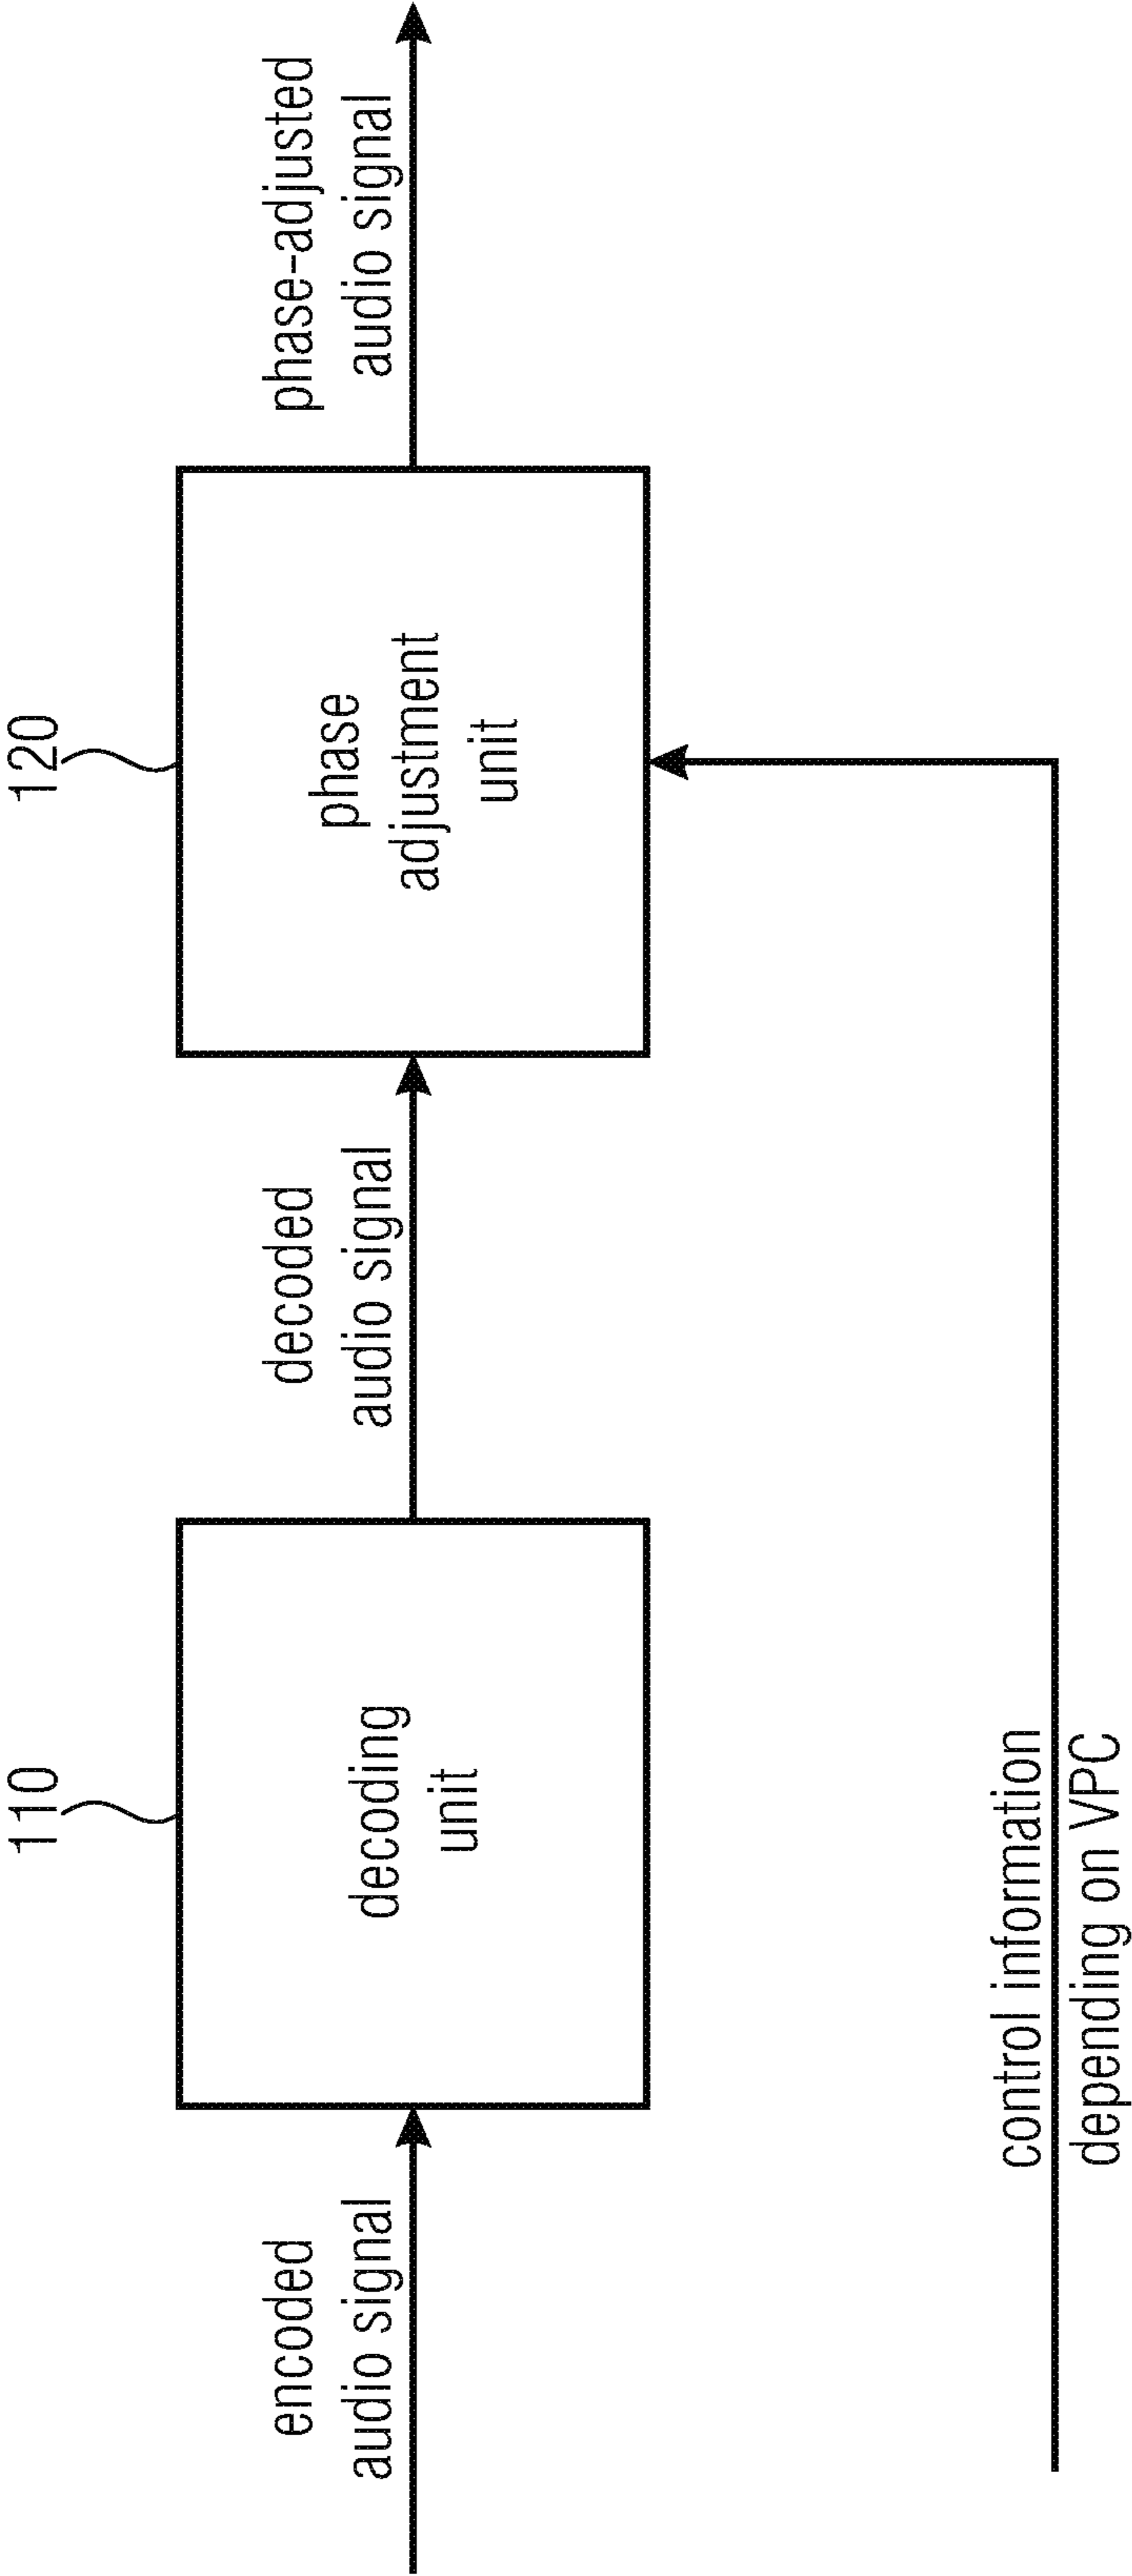 110
120
encoded
audio signal
decoding
unit
decoded
audio signal
phase
adjustment
unit
phase-adjusted
audio signal
control information
depending on VPC